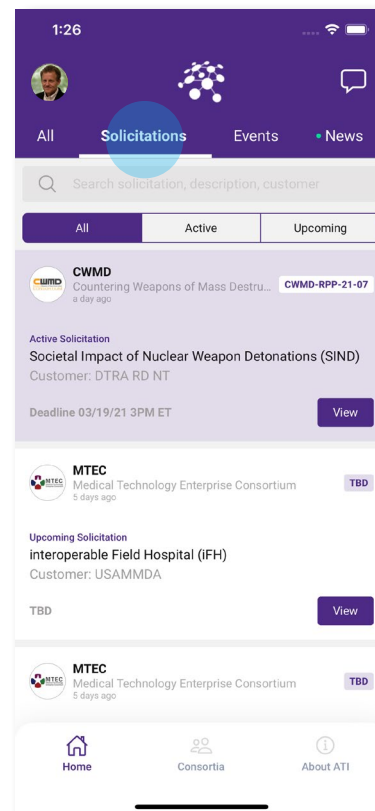 1:26
All Solicitations Events News
Search solicitation, description, customer
All Active Upcoming
CWMD
CWMD
Countering Weapons of Mass Destru...
CWMD-RPP-21-07
a day ago
Active Solicitation
Societal Impact of Nuclear Weapon Detonations (SIND)
Customer: DTRA RD NT
Deadline 03/19/21 3PM ET
View
MTEC
MTEC
Medical Technology Enterprise Consortium
TBD
5 days ago
Upcoming Solicitation
interoperable Field Hospital (iFH)
Customer: USAMMDA
TBD
View
MTEC
MTEC
Medical Technology Enterprise Consortium
TBD
5 days ago
Home Consortia About ATI